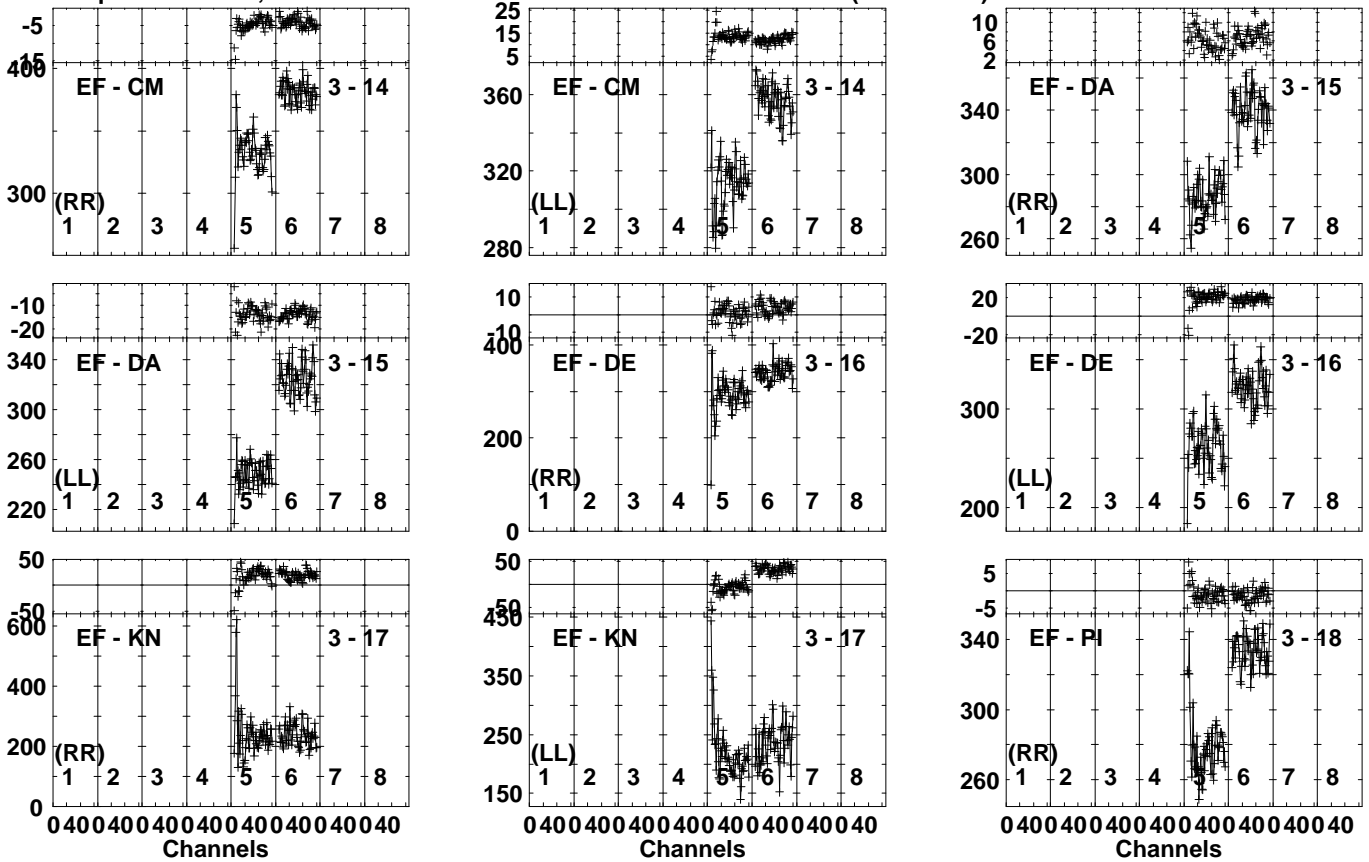 -5 25 10
15 15 6
5 2
400 EF - CM 3 - 14 360 EF - CM 3 - 14 340 EF - DA 3 - 15
320 300
300
(RR) (LL) (RR)
1 2 3 4 5 6 7 8 1 2 3 4 5 6 7 8 1 2 3 4 5 6 7 8
280 260
-10 10 20
-20 -10 -20
340 EF - DA 3 - 15 400 EF - DE 3 - 16 EF - DE 3 - 16
300 300
260 200
(LL) (RR) (LL)
1 2 3 4 5 6 7 8 1 2 3 4 5 6 7 8 1 2 3 4 5 6 7 8
220 0 200
50 50 5
-50 -50 -5
600 EF - KN 3 - 17 450 EF - KN 3 - 17 340 EF - PI 3 - 18
400 350 300
200 250
(RR) (LL) (RR)
1 2 3 4 5 6 7 8 1 2 3 4 5 6 7 8 1 2 3 4 5 6 7 8
0 150 260
0 40 0 40 0 40 0 40 0 40 0 40 0 40 0 40 0 40 0 40 0 40 0 40 0 40 0 40 0 40 0 40 0 40 0 40 0 40 0 40 0 40 0 40 0 40 0 40
Channels Channels Channels